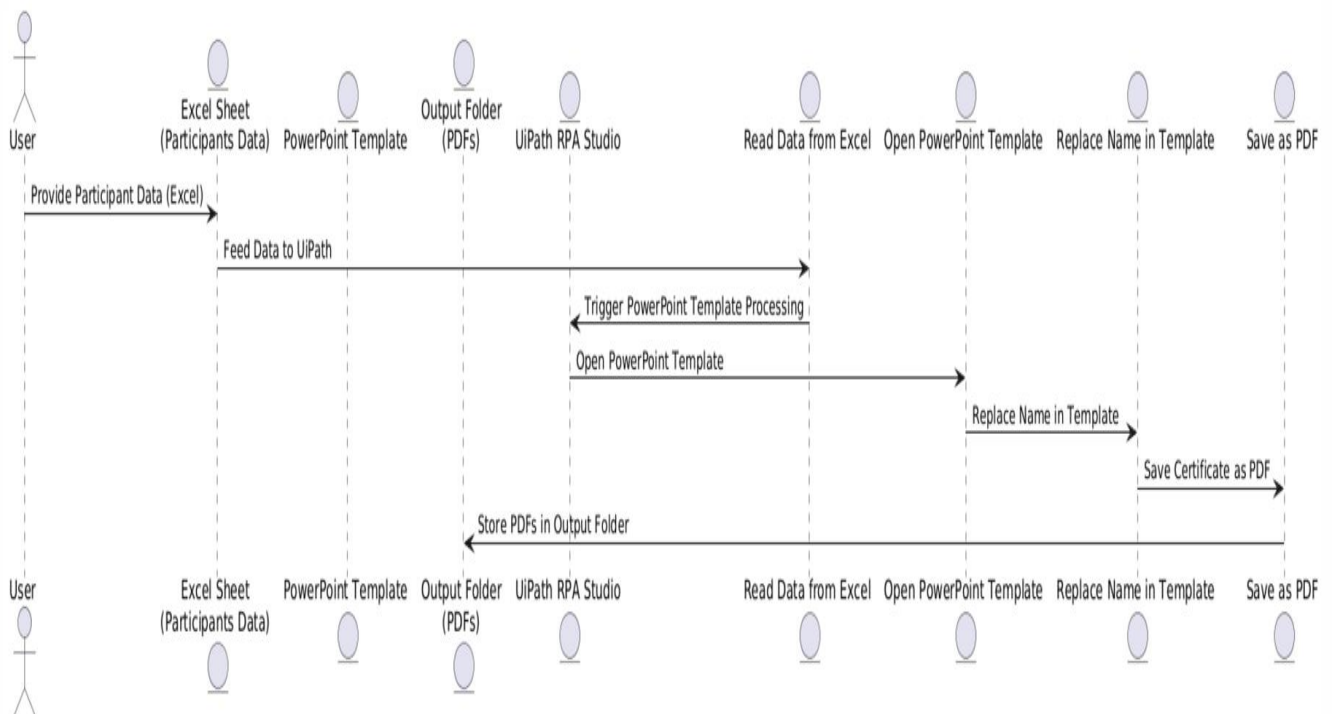 Excel Sheet
Output Folder
User
(Participants Data)
PowerPoint Template
(PDFs)
UiPath RPA Studio
Read Data from Excel
Open PowerPoint Template
Replace Name in Template
Save as PDF
Provide Participant Data (Excel)
Feed Data to UiPath
Trigger PowerPoint Template Processing
Open PowerPoint Template
Replace Name in Template
Save Certificate as PDF
Store PDFs in Output Folder
User
Excel Sheet
(Participants Data)
PowerPoint Template
Output Folder
(PDFs)
UiPath RPA Studio
Read Data from Excel
Open PowerPoint Template
Replace Name in Template
Save as PDF